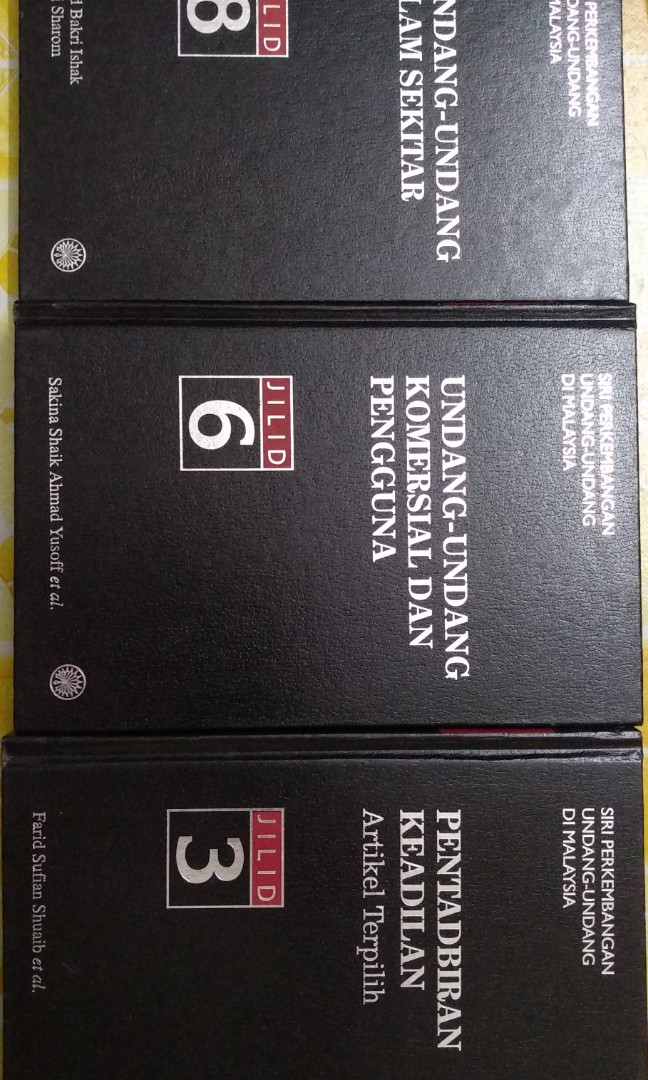 PERKEMBANGAN
DANG-UNDANG
MALAYSIA
NDANG-UNDANG
LAM SEKITAR
LID
8
d Bakri Ishak
i Sharom
SIRI PERKEMBANGAN
UNDANG-UNDANG
DI MALAYSIA
UNDANG-UNDANG
KOMERSIAL DAN
PENGGUNA
JILID
6
Sakina Shaik Ahmad Yusoff et al.
SIRI PERKEMBANGAN
UNDANG-UNDANG
DI MALAYSIA
PENTADBIRAN
KEADILAN
Artikel Terpilih
JILID
3
Farid Sufian Shuaib et al.